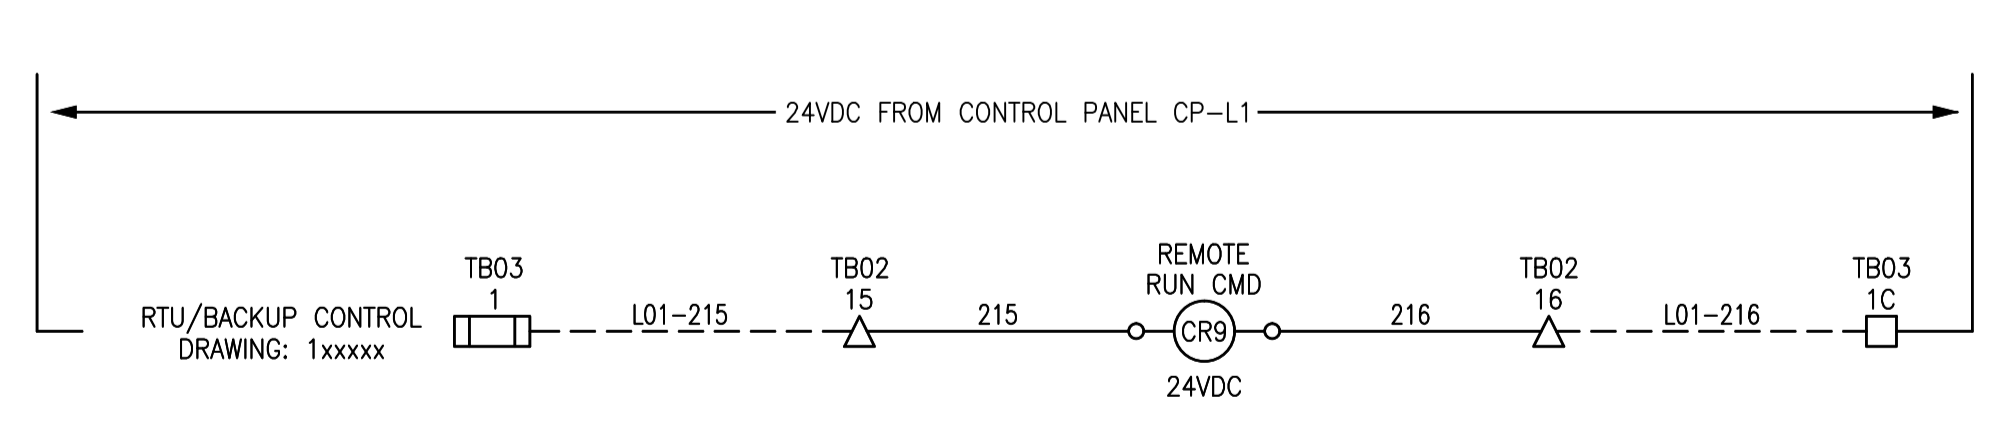 24VDC FROM CONTROL PANEL CP-L1
REMOTE
RUN CMD
TB03
1
TB02
15
TB02
16
TB03
1C
RTU/BACKUP CONTROL
DRAWING: 1xxxxx
L01-215
215
CR9
216
L01-216
24VDC